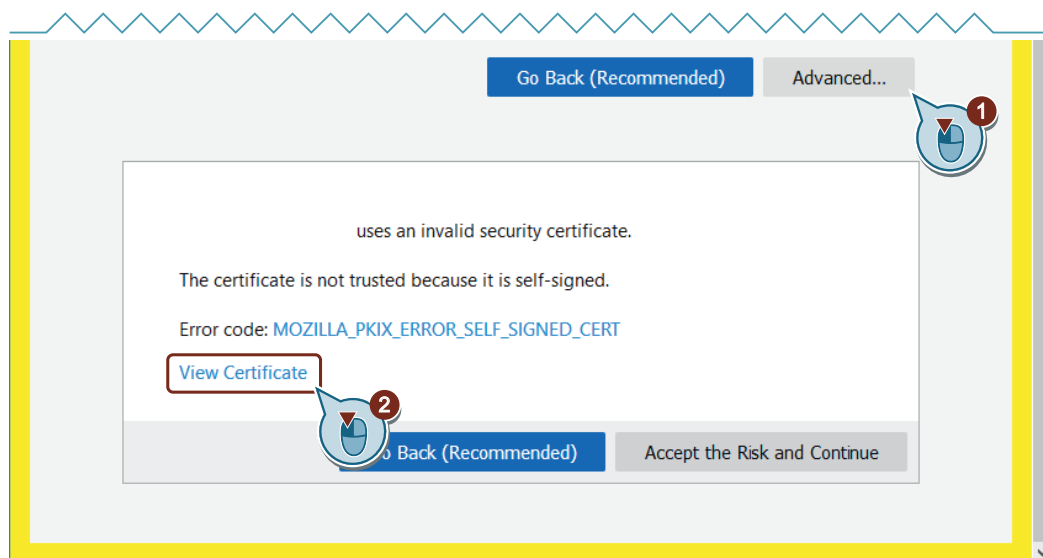 Go Back (Recommended)
Advanced...
1
uses an invalid security certificate.
The certificate is not trusted because it is self-signed.
Error code: MOZILLA_PKIX_ERROR_SELF_SIGNED_CERT
View Certificate
2
Back (Recommended)
Accept the Risk and Continue